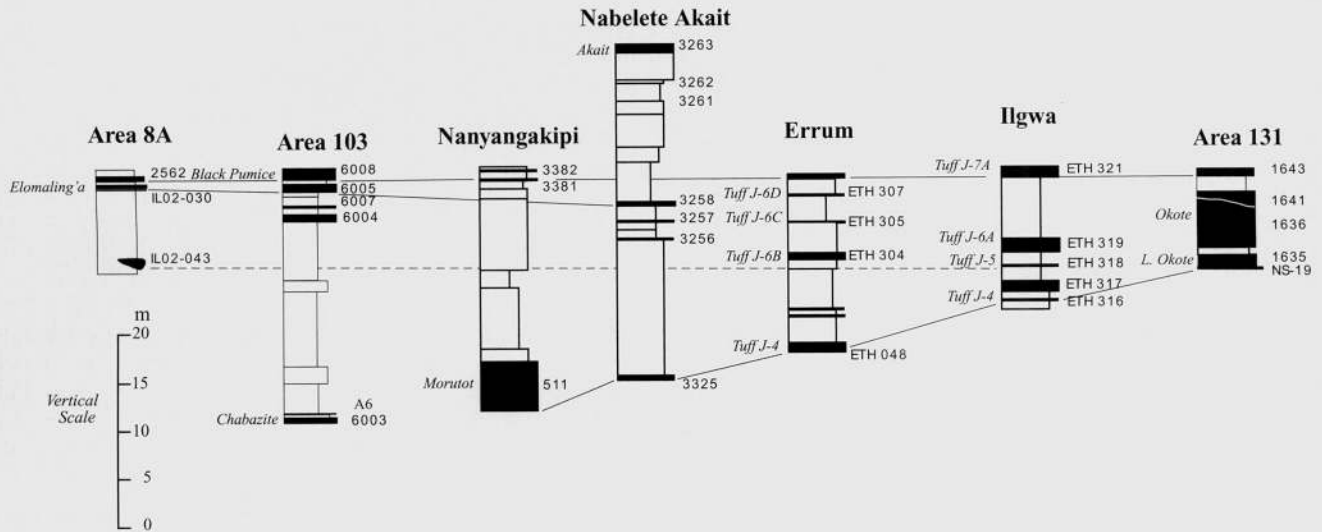 Nabelete Akait
Akait
3263
3262
3261
3258
3257
3256
3325
Area 8A
2562
Elomaling'a
IL02-030
IL02-043
Area 103
Black Pumice
6008
6005
6007
6004
A6
Chabazite
6003
Nanyangakipi
3382
3381
Morutot
511
Errum
Tuff J-6D
ETH 307
Tuff J-6C
ETH 305
Tuff J-6B
ETH 304
Tuff J-4
ETH 048
Ilgwa
Tuff J-7A
ETH 321
Tuff J-6A
ETH 319
Tuff J-5
ETH 318
ETH 317
Tuff J-4
ETH 316
Area 131
1643
1641
Okote
1636
L. Okote
1635
NS-19
m
20
15
10
5
0
Vertical
Scale